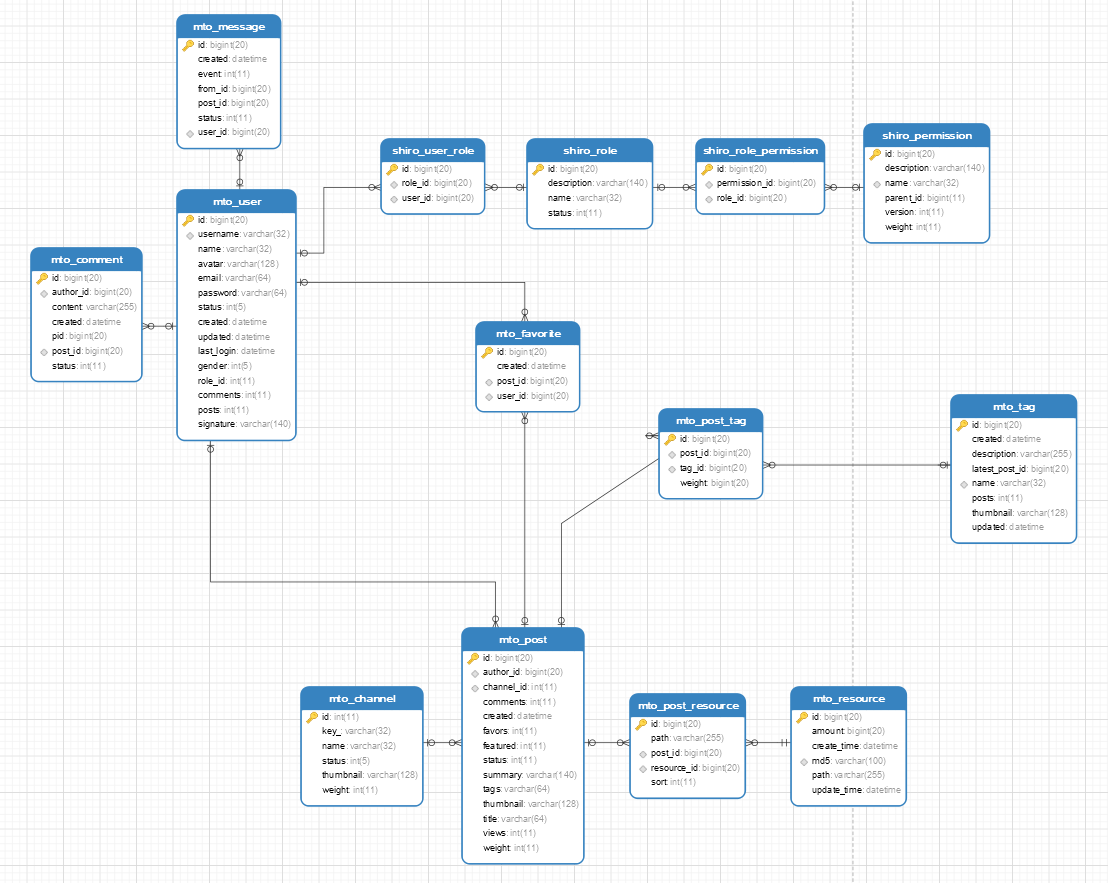 mto_message
id: bigint(20)
created: datetime
event: int(11)
from_id: bigint(20)
post_id: bigint(20)
status: int(11)
user_id: bigint(20)
shiro_user_role
id: bigint(20)
role_id: bigint(20)
user_id: bigint(20)
shiro_role
id: bigint(20)
description: varchar(140)
name: varchar(32)
status: int(11)
shiro_role_permission
id: bigint(20)
permission_id: bigint(20)
role_id: bigint(20)
shiro_permission
id: bigint(20)
description: varchar(140)
name: varchar(32)
parent_id: bigint(11)
version: int(11)
weight: int(11)
mto_user
id: bigint(20)
username: varchar(32)
name: varchar(32)
avatar: varchar(128)
email: varchar(64)
password: varchar(64)
status: int(5)
created: datetime
updated: datetime
last_login: datetime
gender: int(5)
role_id: int(11)
comments: int(11)
posts: int(11)
signature: varchar(140)
mto_comment
id: bigint(20)
author_id: bigint(20)
content: varchar(255)
created: datetime
pid: bigint(20)
post_id: bigint(20)
status: int(11)
mto_favorite
id: bigint(20)
created: datetime
post_id: bigint(20)
user_id: bigint(20)
mto_post_tag
id: bigint(20)
post_id: bigint(20)
tag_id: bigint(20)
weight: bigint(20)
mto_tag
id: bigint(20)
created: datetime
description: varchar(255)
latest_post_id: bigint(20)
name: varchar(32)
posts: int(11)
thumbnail: varchar(128)
updated: datetime
mto_post
id: bigint(20)
author_id: bigint(20)
channel_id: int(11)
comments: int(11)
created: datetime
favors: int(11)
featured: int(11)
status: int(11)
summary: varchar(140)
tags: varchar(64)
thumbnail: varchar(128)
title: varchar(64)
views: int(11)
weight: int(11)
mto_channel
id: int(11)
key_: varchar(32)
name: varchar(32)
status: int(5)
thumbnail: varchar(128)
weight: int(11)
mto_post_resource
id: bigint(20)
path: varchar(255)
post_id: bigint(20)
resource_id: bigint(20)
sort: int(11)
mto_resource
id: bigint(20)
amount: bigint(20)
create_time: datetime
md5: varchar(100)
path: varchar(255)
update_time: datetime